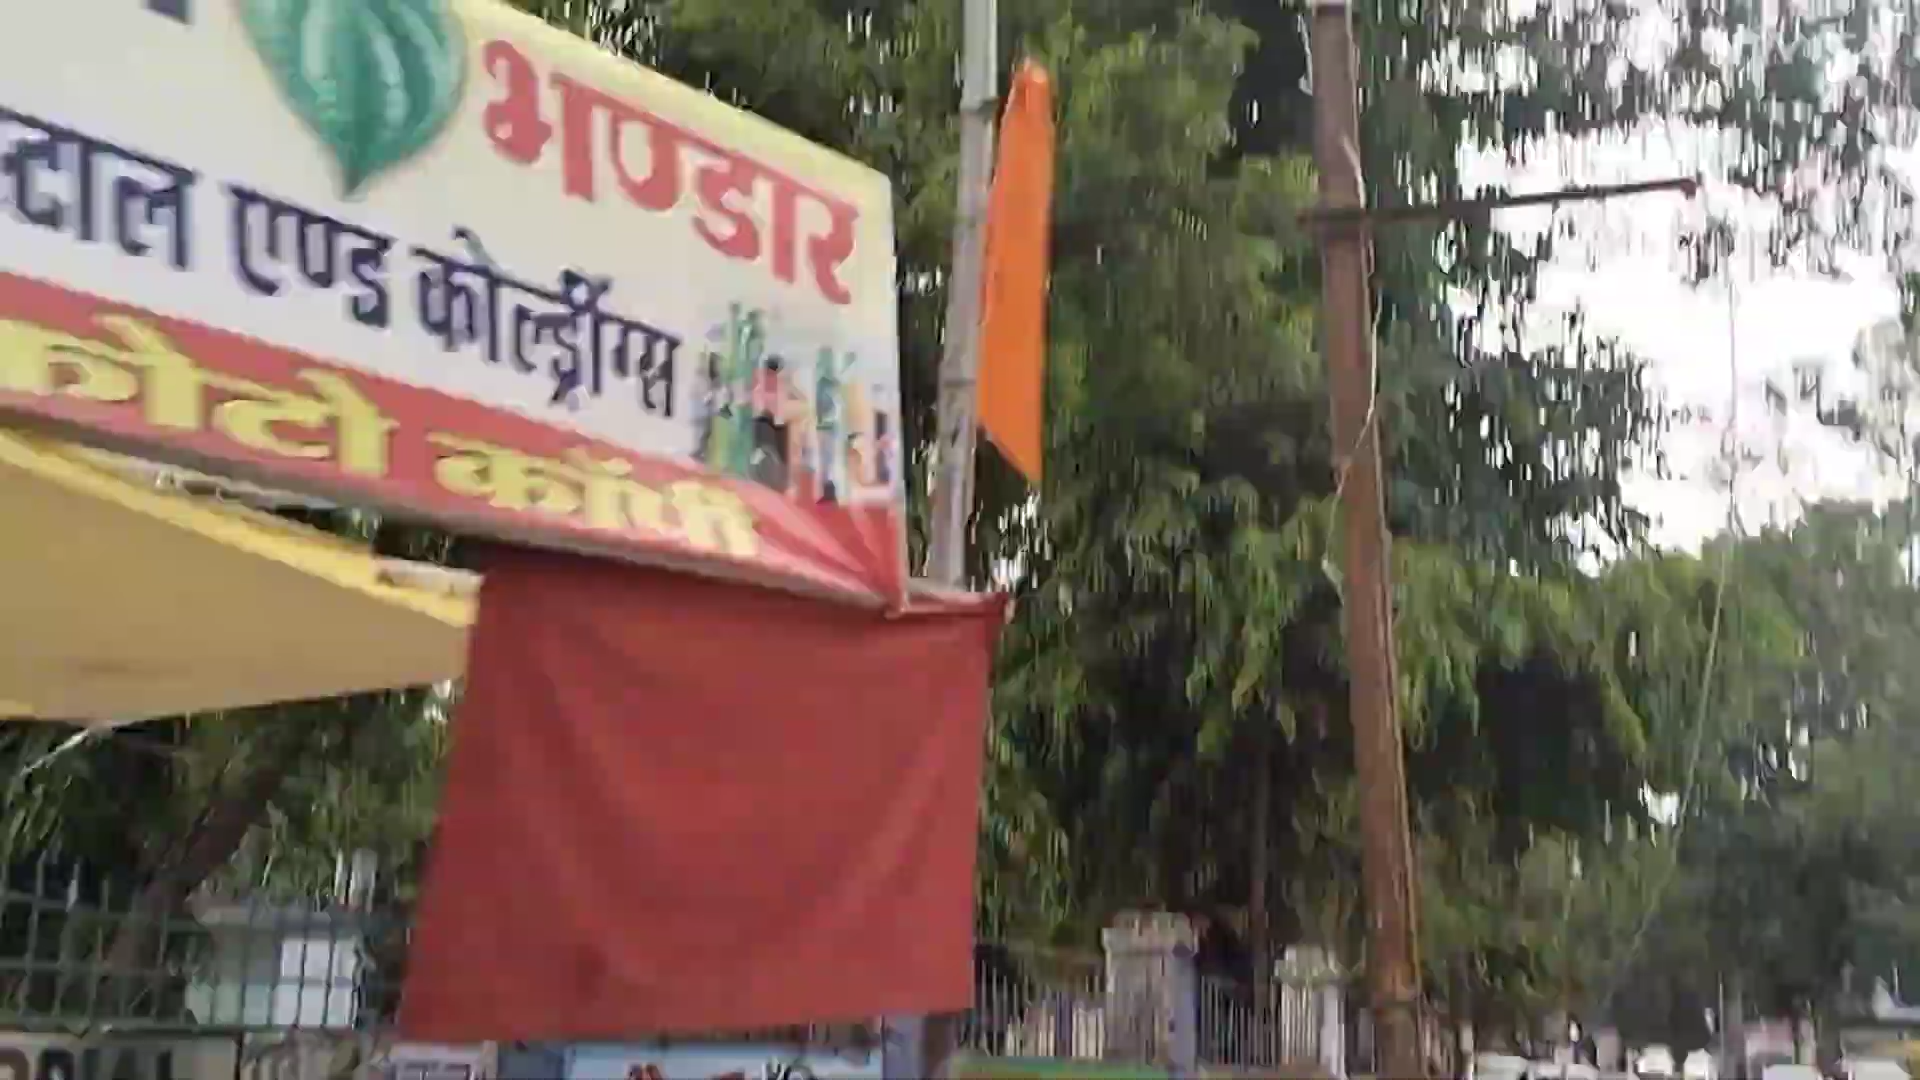 भण्डार
स्टाल एण्ड कोल्ड्रींग्स
फोटो कॉपी